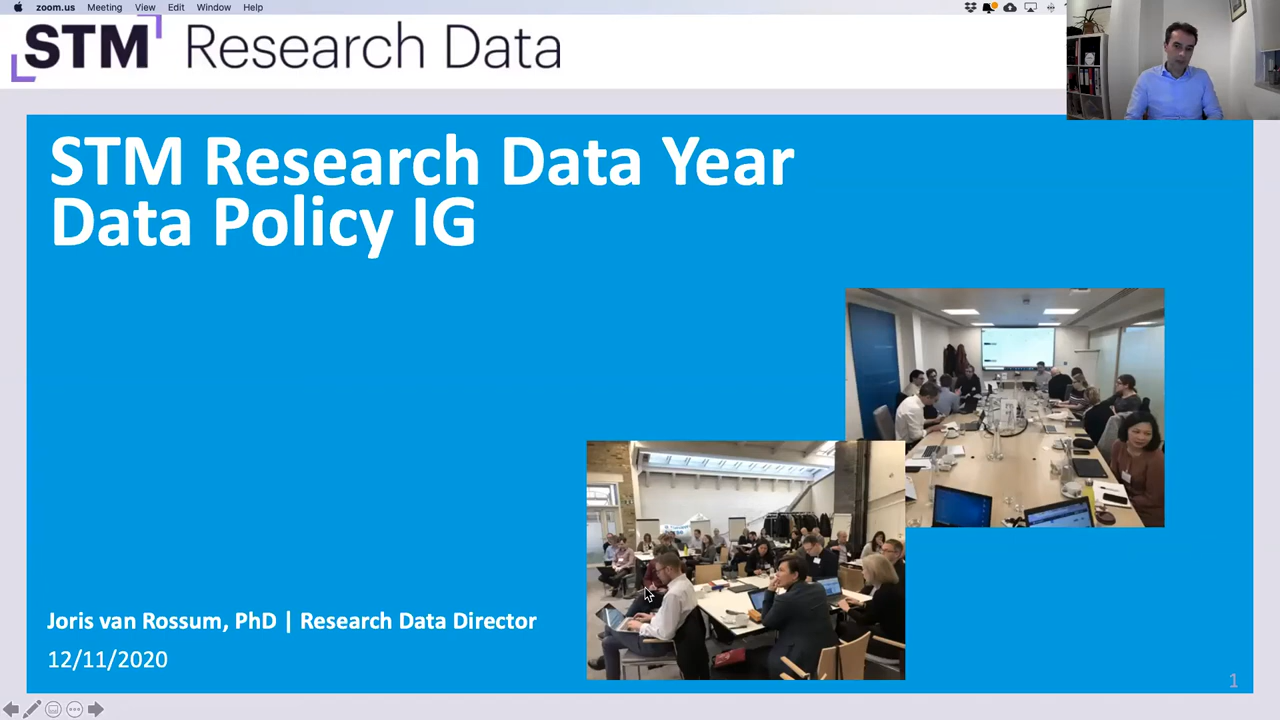 zoom.us Meeting View Edit Window Help
STM Research Data
STM Research Data Year
Data Policy IG
Joris van Rossum, PhD | Research Data Director
12/11/2020
1